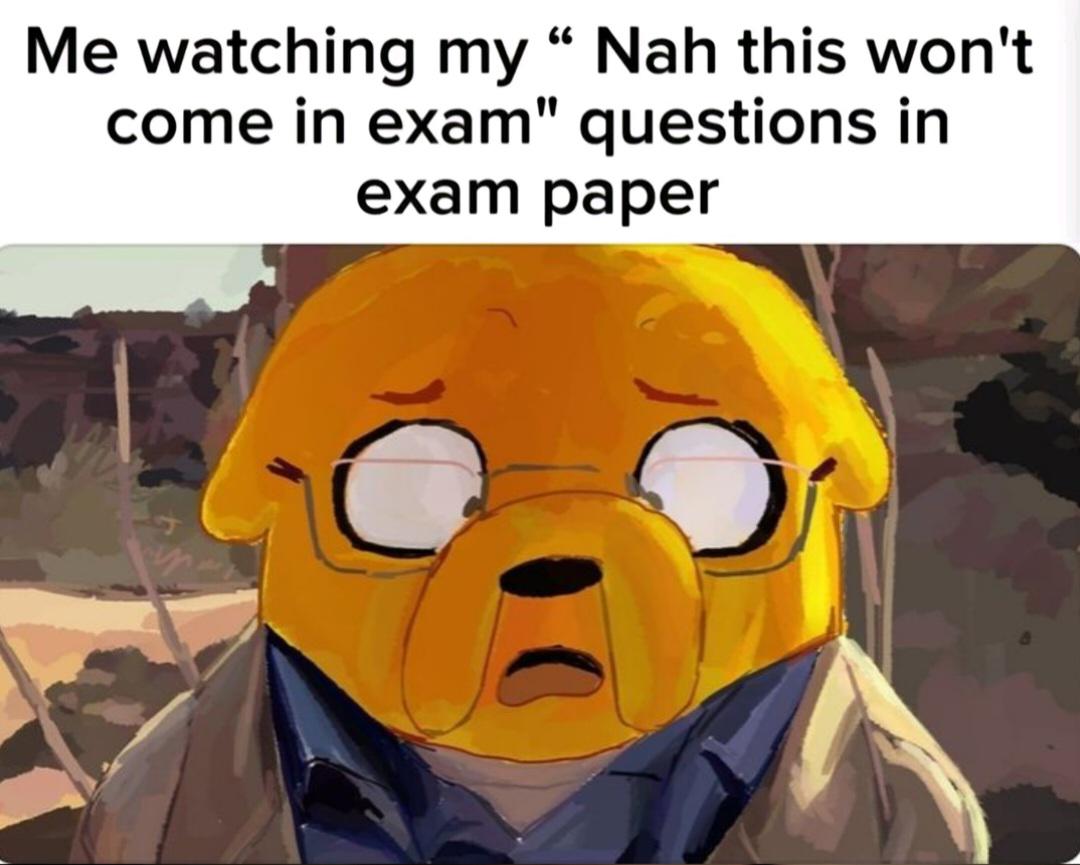 Me watching my “ Nah this won't
come in exam" questions in
exam paper